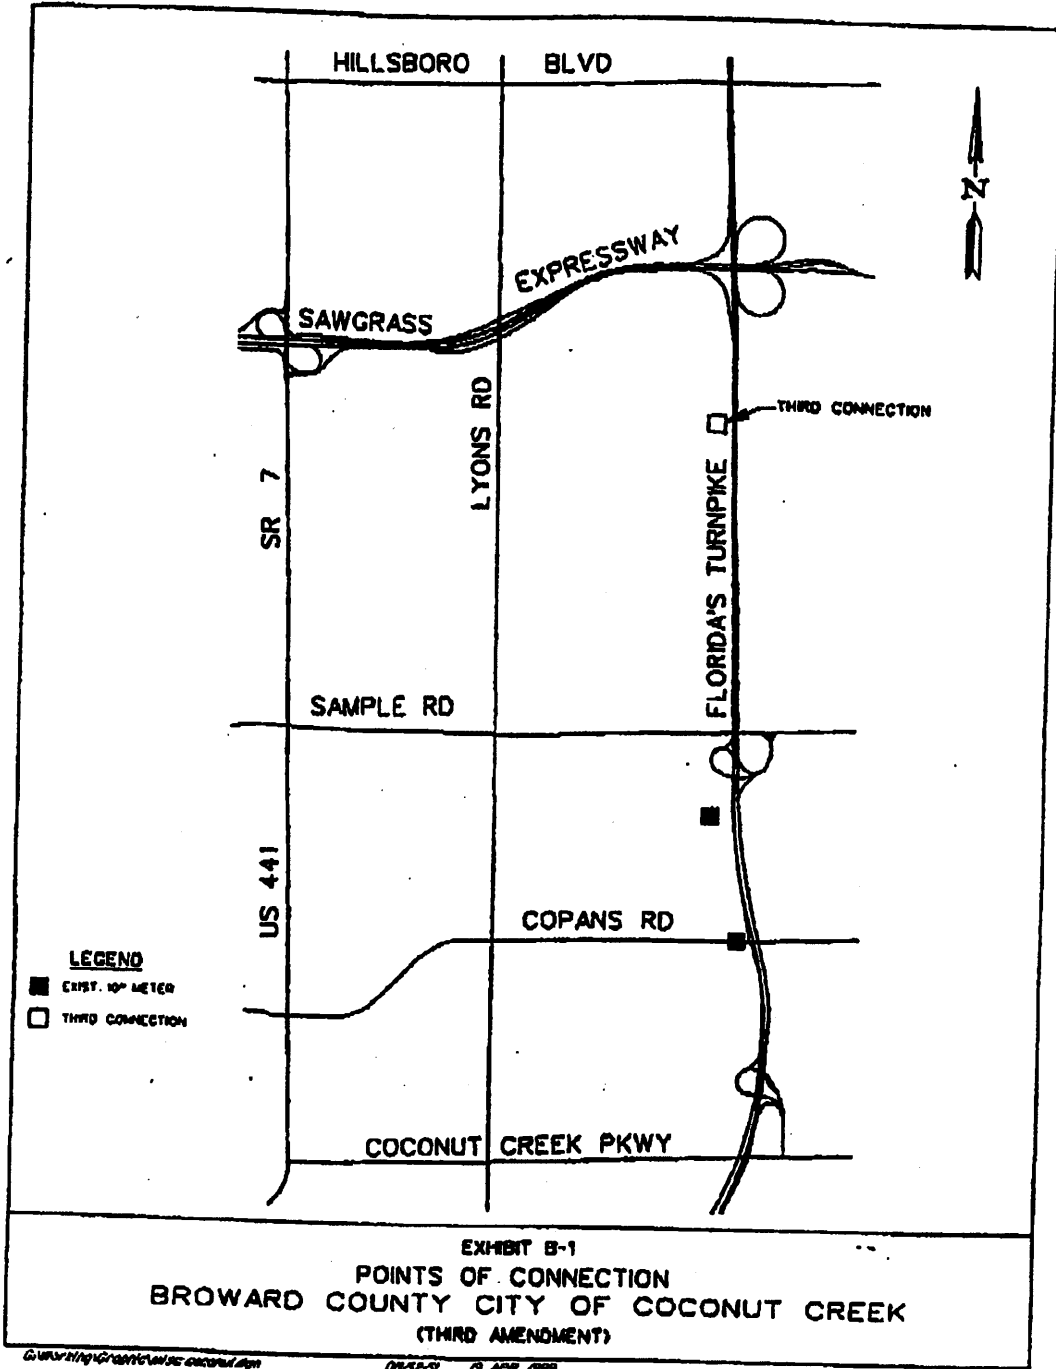 HILLSBORO BLVD
N
EXPRESSWAY
SAWGRASS
LYONS RD
THIRD CONNECTION
SR 7
FLORIDA'S TURNPIKE
SAMPLE RD
US 441
COPANS RD
LEGEND
EXIST. 10" METER
THIRD CONNECTION
COCONUT CREEK PKWY
EXHIBIT B-1
POINTS OF CONNECTION
BROWARD COUNTY CITY OF COCONUT CREEK
(THIRD AMENDMENT)